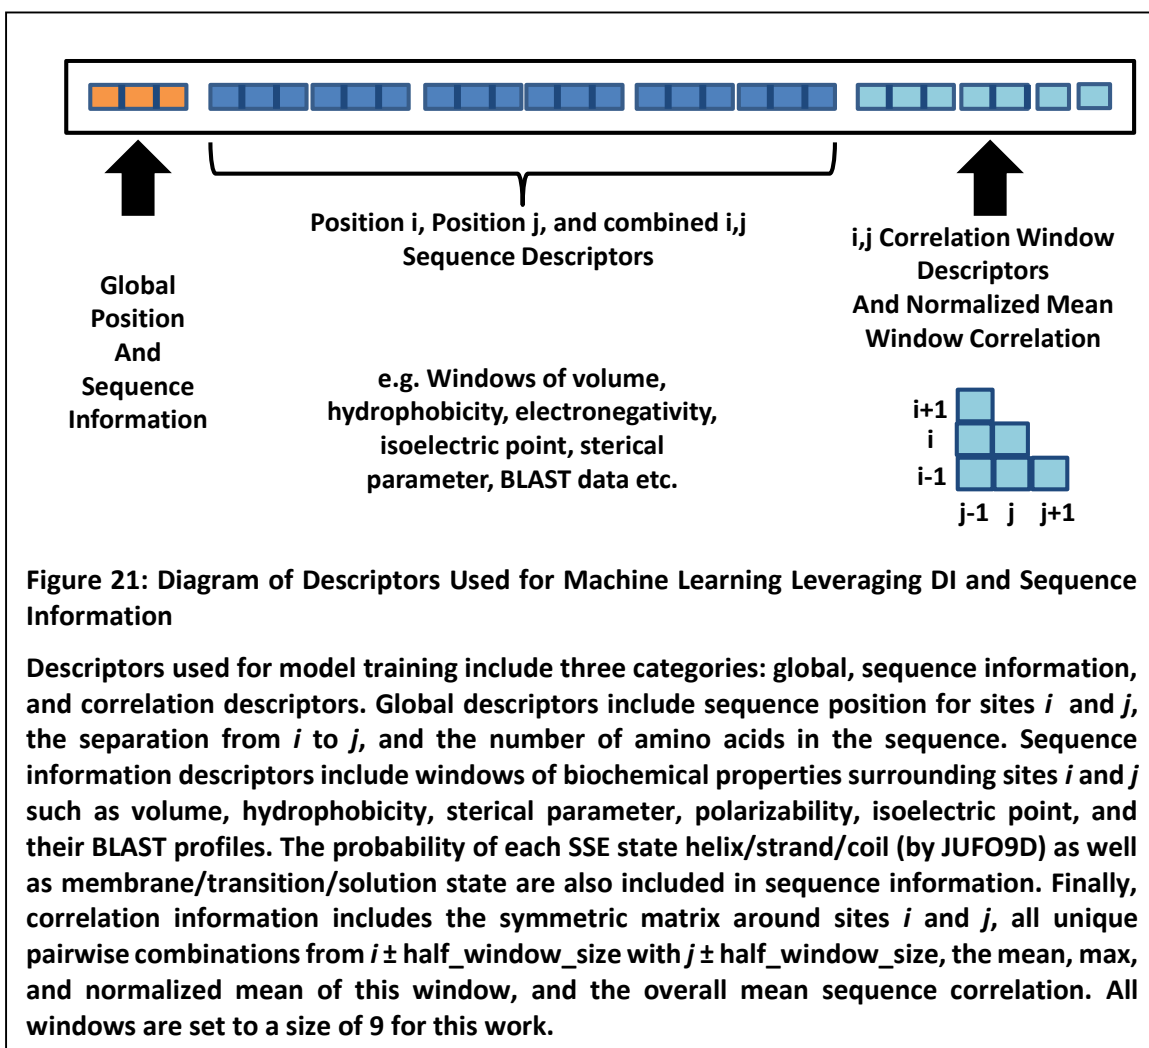 Global
Position
And
Sequence
Information
Position i, Position j, and combined i,j
Sequence Descriptors
e.g. Windows of volume,
hydrophobicity, electronegativity,
isoelectric point, sterical
parameter, BLAST data etc.
i,j Correlation Window
Descriptors
And Normalized Mean
Window Correlation
i+1
i
i-1
j-1 j j+1
Figure 21: Diagram of Descriptors Used for Machine Learning Leveraging DI and Sequence
Information
Descriptors used for model training include three categories: global, sequence information,
and correlation descriptors. Global descriptors include sequence position for sites i and j,
the separation from i to j, and the number of amino acids in the sequence. Sequence
information descriptors include windows of biochemical properties surrounding sites i and j
such as volume, hydrophobicity, sterical parameter, polarizability, isoelectric point, and
their BLAST profiles. The probability of each SSE state helix/strand/coil (by JUFO9D) as well
as membrane/transition/solution state are also included in sequence information. Finally,
correlation information includes the symmetric matrix around sites i and j, all unique
pairwise combinations from i ± half_window_size with j ± half_window_size, the mean, max,
and normalized mean of this window, and the overall mean sequence correlation. All
windows are set to a size of 9 for this work.